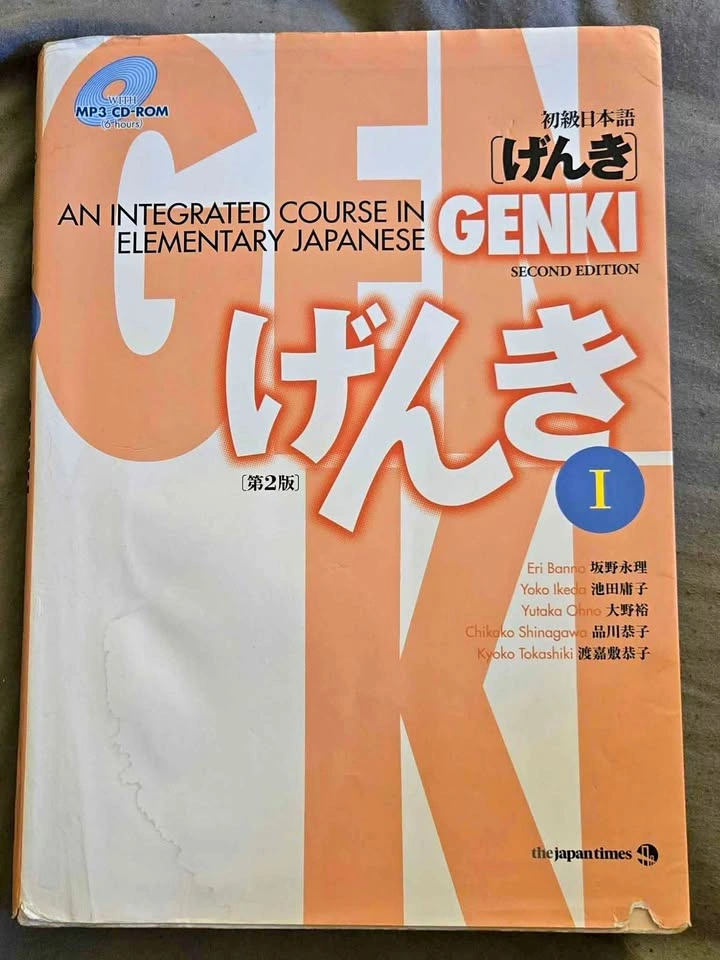 WITH
MP3 CD-ROM
(6 hours)
初級日本語
[げんき]
AN INTEGRATED COURSE IN
ELEMENTARY JAPANESE
GENKI
SECOND EDITION
GEN
KI
げんき
[第2版]
I
Eri Banno 坂野永理
Yoko Ikeda 池田庸子
Yutaka Ohno 大野裕
Chikako Shinagawa 品川恭子
Kyoko Tokashiki 渡嘉敷恭子
the japan times